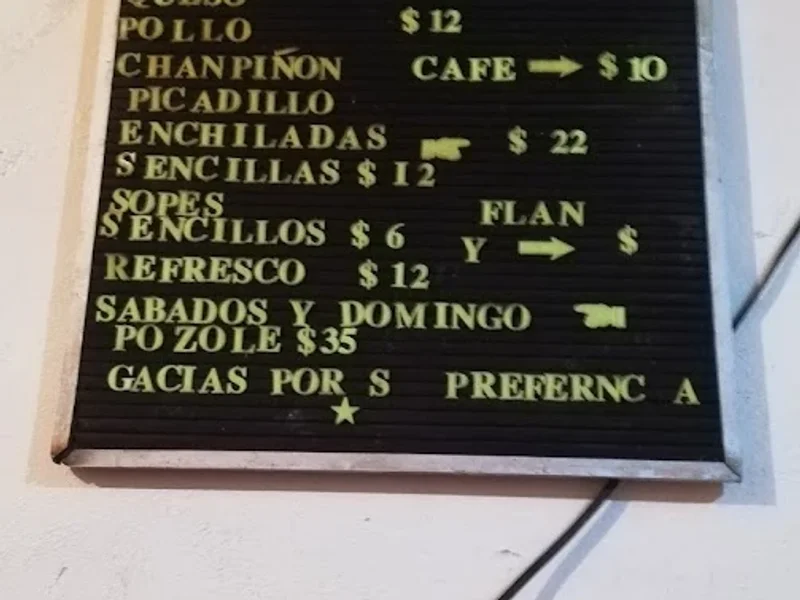 QUESO
POLLO $12
CHANPIÑON CAFE → $10
PICADILLO
ENCHILADAS $ 22
SENCILLAS $12
SOPES FLAN
SENCILLOS $ 6 Y → $
REFRESCO $12
SABADOS Y DOMINGO
POZOLE $35
GACIAS POR S PREFERNC A